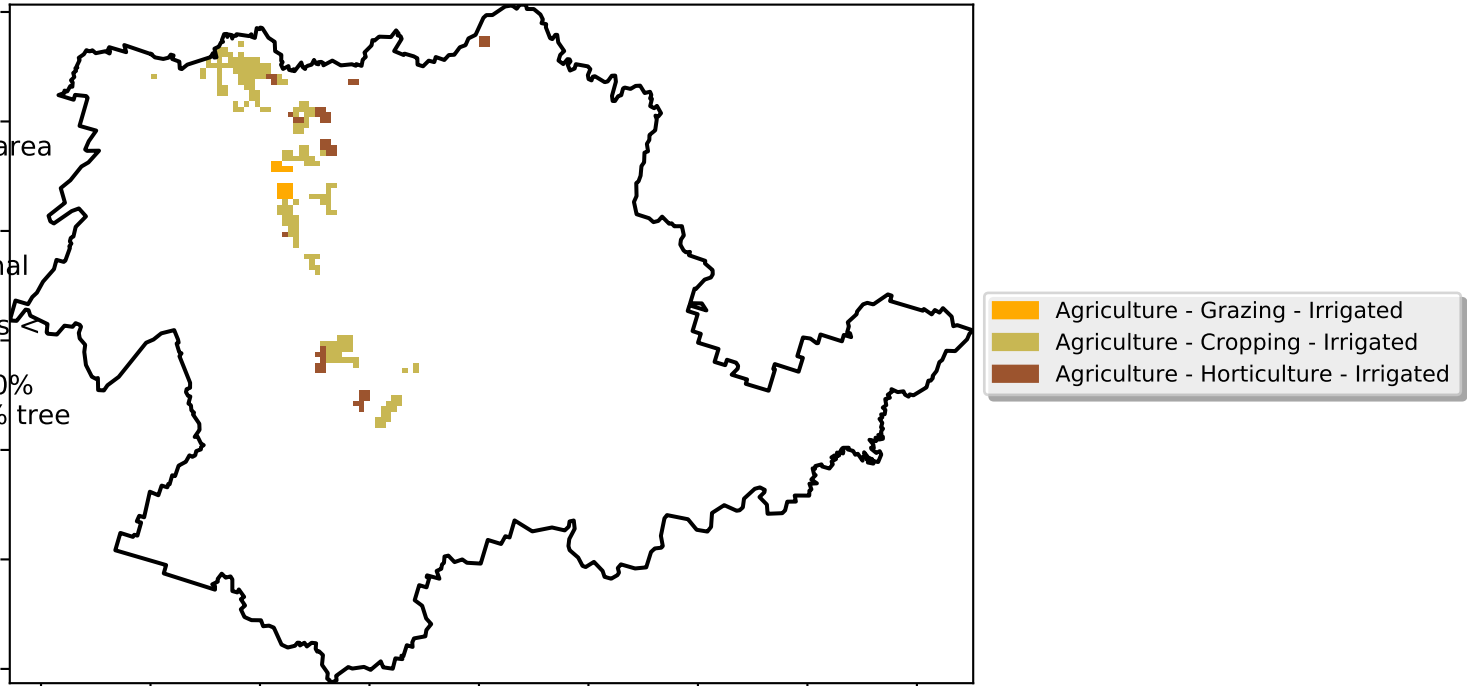 area
nal
s <
0%
% tree
Agriculture - Grazing - Irrigated
Agriculture - Cropping - Irrigated
Agriculture - Horticulture - Irrigated